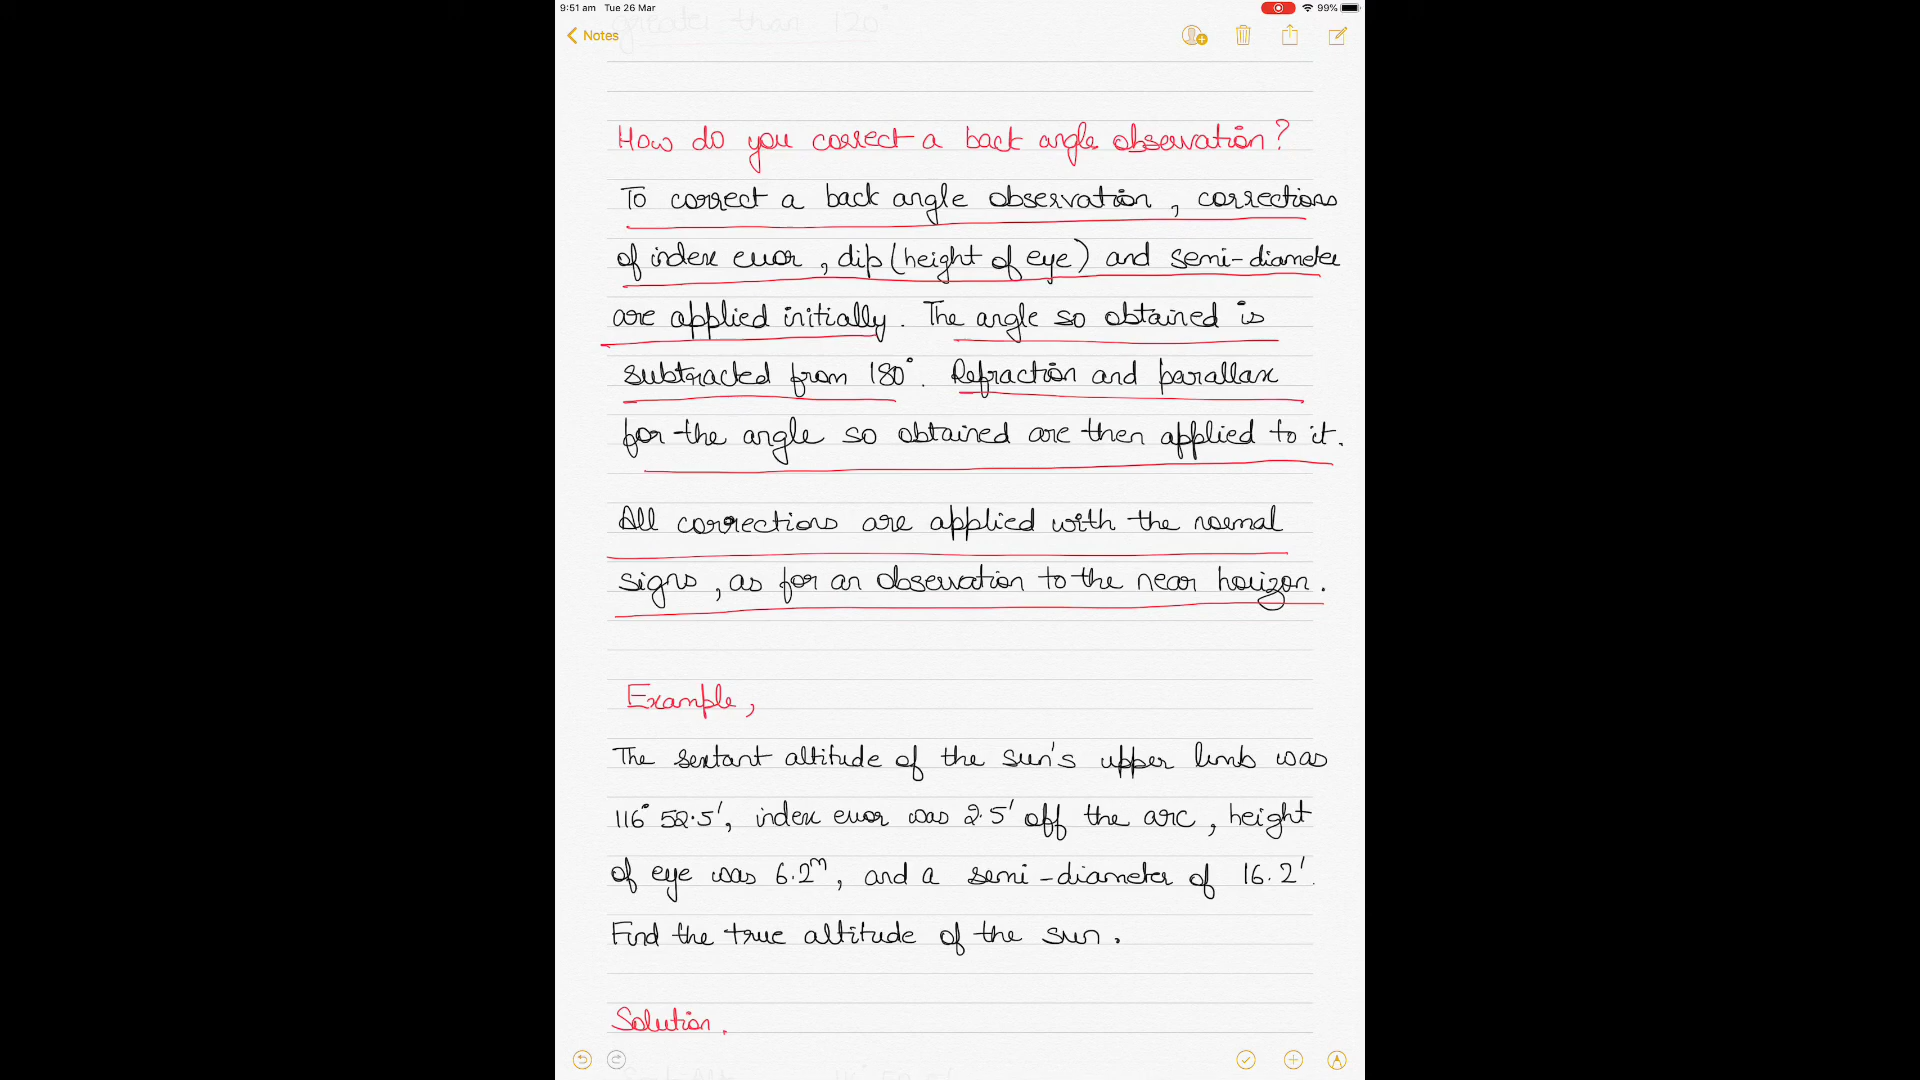 9:51 am Tue 26 Mar
99%
greater than 120°
Notes
How do you correct a back angle observation?
To correct a back angle observation, corrections
of index error, dip (height of eye) and semi-diameter
are applied initially. The angle so obtained is
subtracted from 180°. Refraction and parallax
for the angle so obtained are then applied to it.
All corrections are applied with the normal
signs, as for an observation to the near horizon.
Example,
The sextant altitude of the sun's upper limb was
116° 52.5', index error was 2.5' off the arc, height
of eye was 6.2m, and a semi-diameter of 16.2'.
Find the true altitude of the sun.
Solution.